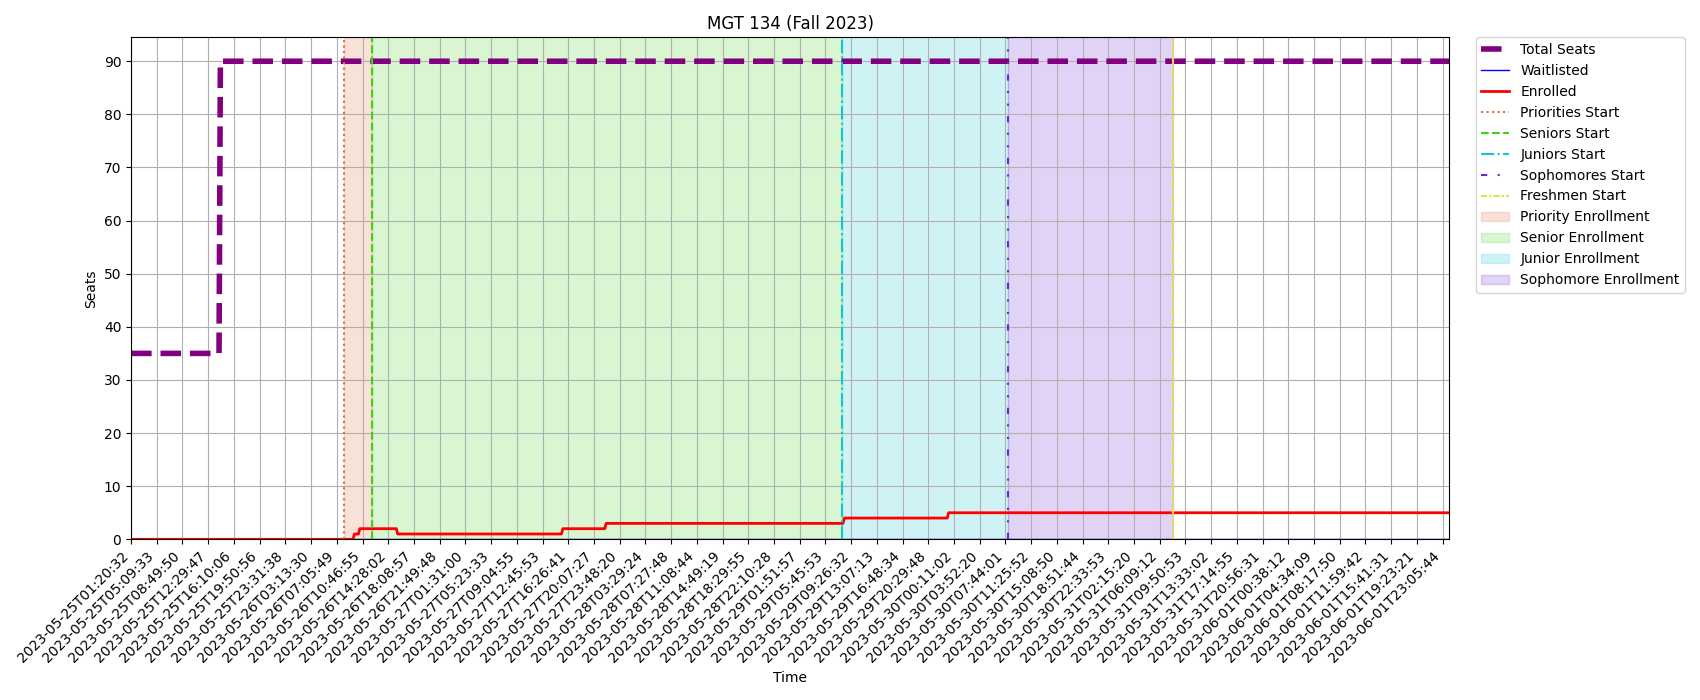 MGT 134 (Fall 2023)
Total Seats
Waitlisted
Enrolled
Priorities Start
Seniors Start
Juniors Start
Sophomores Start
Freshmen Start
Priority Enrollment
Senior Enrollment
Junior Enrollment
Sophomore Enrollment
Seats
90
80
70
60
50
40
30
20
10
0
2023-05-25T01:20:32
2023-05-25T05:09:33
2023-05-25T08:49:50
2023-05-25T12:29:47
2023-05-25T16:10:06
2023-05-25T19:50:56
2023-05-25T23:31:38
2023-05-26T03:13:30
2023-05-26T07:05:49
2023-05-26T10:46:55
2023-05-26T14:28:02
2023-05-26T18:08:57
2023-05-26T21:49:48
2023-05-27T01:31:00
2023-05-27T05:23:33
2023-05-27T09:04:55
2023-05-27T12:45:53
2023-05-27T16:26:41
2023-05-27T20:07:27
2023-05-27T23:48:20
2023-05-28T03:29:24
2023-05-28T07:27:48
2023-05-28T11:08:44
2023-05-28T14:49:19
2023-05-28T18:29:55
2023-05-28T22:10:28
2023-05-29T01:51:57
2023-05-29T05:45:53
2023-05-29T09:26:32
2023-05-29T13:07:13
2023-05-29T16:48:34
2023-05-29T20:29:48
2023-05-30T00:11:02
2023-05-30T03:52:20
2023-05-30T07:44:01
2023-05-30T11:25:52
2023-05-30T15:08:50
2023-05-30T18:51:44
2023-05-30T22:33:53
2023-05-31T02:15:20
2023-05-31T06:09:12
2023-05-31T09:50:53
2023-05-31T13:33:02
2023-05-31T17:14:55
2023-05-31T20:56:31
2023-06-01T00:38:12
2023-06-01T04:34:09
2023-06-01T08:17:50
2023-06-01T11:59:42
2023-06-01T15:41:31
2023-06-01T19:23:21
2023-06-01T23:05:44
Time